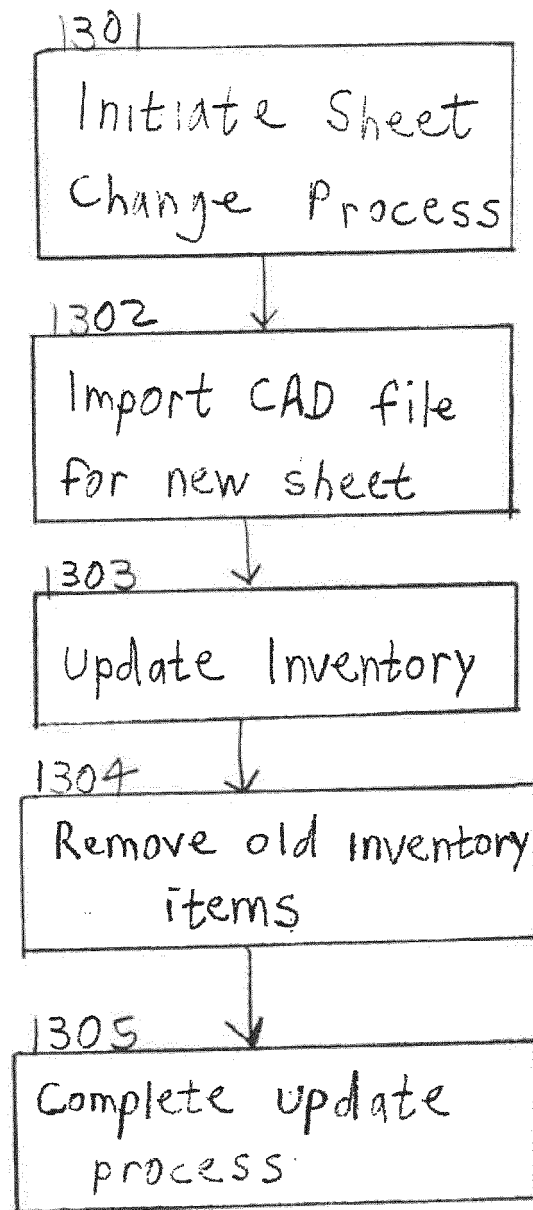 1301
Initiate Sheet
Change Process
1302
Import CAD file
for new sheet
1303
Update Inventory
1304
Remove old inventory
items
1305
Complete update
process